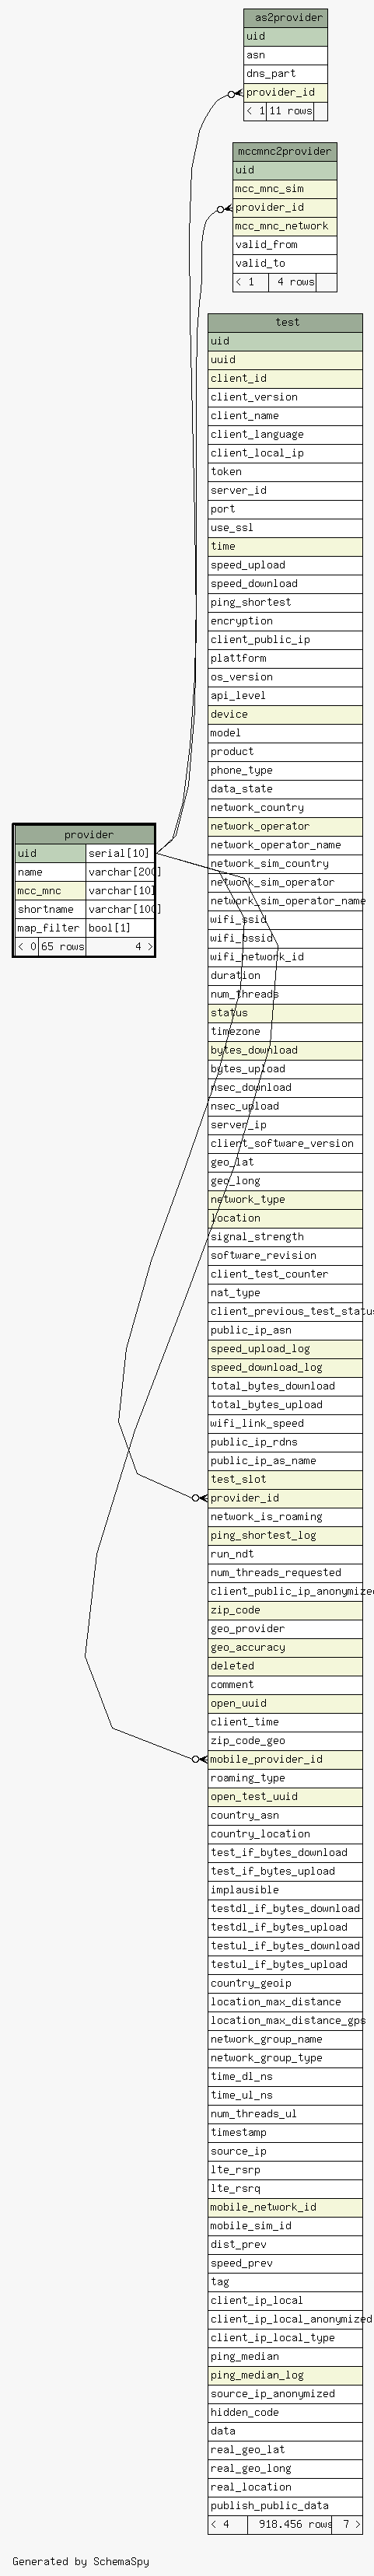 as2provider
uid
asn
dns_part
provider_id
< 1 11 rows
mccmnc2provider
uid
mcc_mnc_sim
provider_id
mcc_mnc_network
valid_from
valid_to
< 1 4 rows
test
uid
uuid
client_id
client_version
client_name
client_language
client_local_ip
token
server_id
port
use_ssl
time
speed_upload
speed_download
ping_shortest
encryption
client_public_ip
plattform
os_version
api_level
device
model
product
phone_type
data_state
network_country
network_operator
network_operator_name
network_sim_country
network_sim_operator
network_sim_operator_name
wifi_ssid
wifi_bssid
wifi_network_id
duration
num_threads
status
timezone
bytes_download
bytes_upload
nsec_download
nsec_upload
server_ip
client_software_version
geo_lat
geo_long
network_type
location
signal_strength
software_revision
client_test_counter
nat_type
client_previous_test_status
public_ip_asn
speed_upload_log
speed_download_log
total_bytes_download
total_bytes_upload
wifi_link_speed
public_ip_rdns
public_ip_as_name
test_slot
provider_id
network_is_roaming
ping_shortest_log
run_ndt
num_threads_requested
client_public_ip_anonymized
zip_code
geo_provider
geo_accuracy
deleted
comment
open_uuid
client_time
zip_code_geo
mobile_provider_id
roaming_type
open_test_uuid
country_asn
country_location
test_if_bytes_download
test_if_bytes_upload
implausible
testdl_if_bytes_download
testdl_if_bytes_upload
testul_if_bytes_download
testul_if_bytes_upload
country_geoip
location_max_distance
location_max_distance_gps
network_group_name
network_group_type
time_dl_ns
time_ul_ns
num_threads_ul
timestamp
source_ip
lte_rsrp
lte_rsrq
mobile_network_id
mobile_sim_id
dist_prev
speed_prev
tag
client_ip_local
client_ip_local_anonymized
client_ip_local_type
ping_median
ping_median_log
source_ip_anonymized
hidden_code
data
real_geo_lat
real_geo_long
real_location
publish_public_data
< 4 918.456 rows 7 >
provider
uid serial[10]
name varchar[200]
mcc_mnc varchar[10]
shortname varchar[100]
map_filter bool[1]
< 0 65 rows 4 >
Generated by SchemaSpy